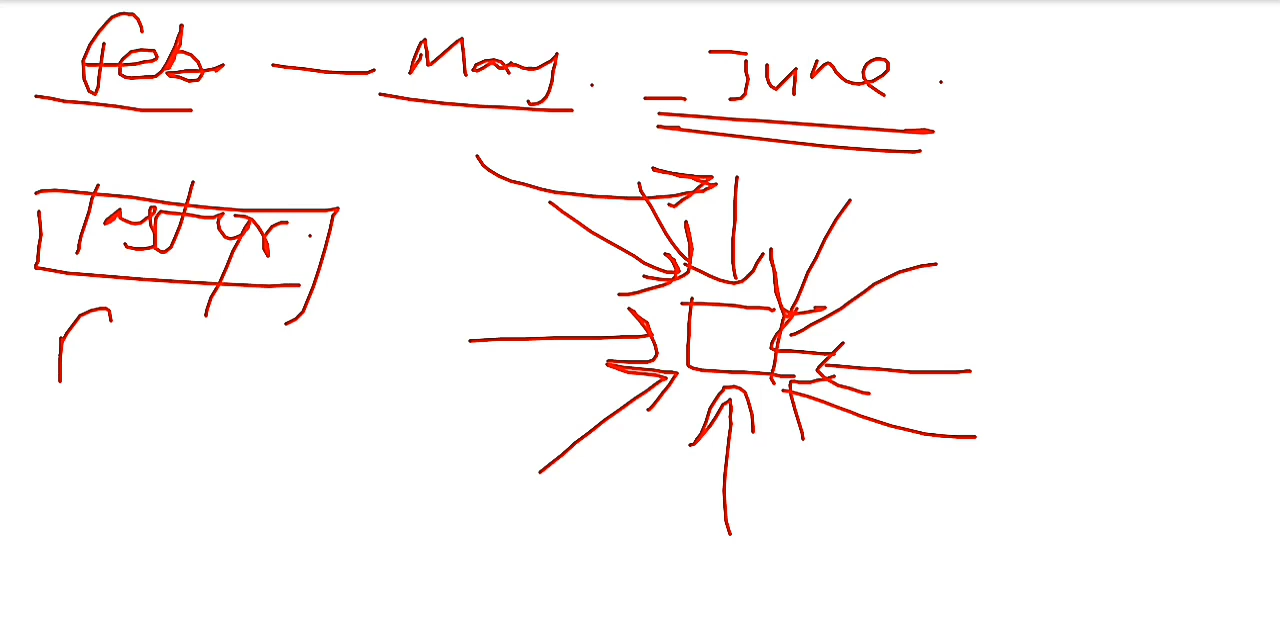 Feb — May. — June.
last yr.